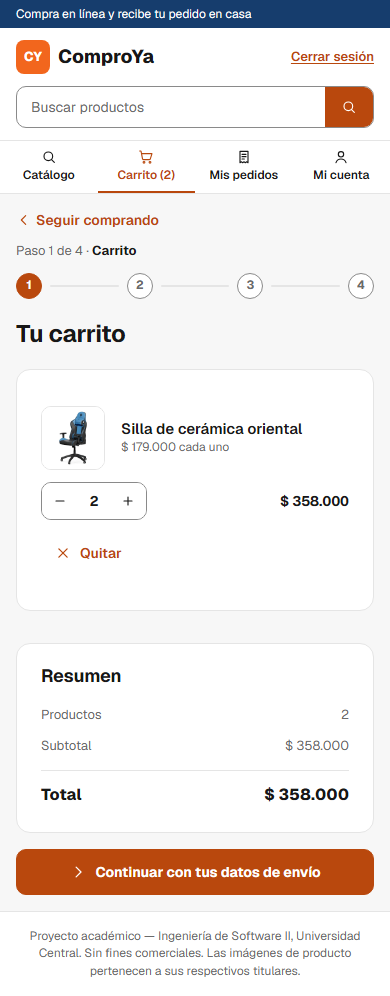 Compra en línea y recibe tu pedido en casa
CY ComproYa
Cerrar sesión
Buscar productos
Catálogo
Carrito (2)
Mis pedidos
Mi cuenta
Seguir comprando
Paso 1 de 4 · Carrito
1 2 3 4
Tu carrito
Silla de cerámica oriental
$ 179.000 cada uno
2
$ 358.000
Quitar
Resumen
Productos 2
Subtotal $ 358.000
Total $ 358.000
Continuar con tus datos de envío
Proyecto académico — Ingeniería de Software II, Universidad
Central. Sin fines comerciales. Las imágenes de producto
pertenecen a sus respectivos titulares.